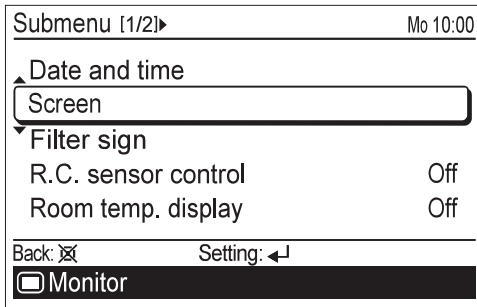 Submenu [1/2]▸ Mo 10:00
Date and time
Screen
Filter sign
R.C. sensor control Off
Room temp. display Off
Back: Setting:
Monitor